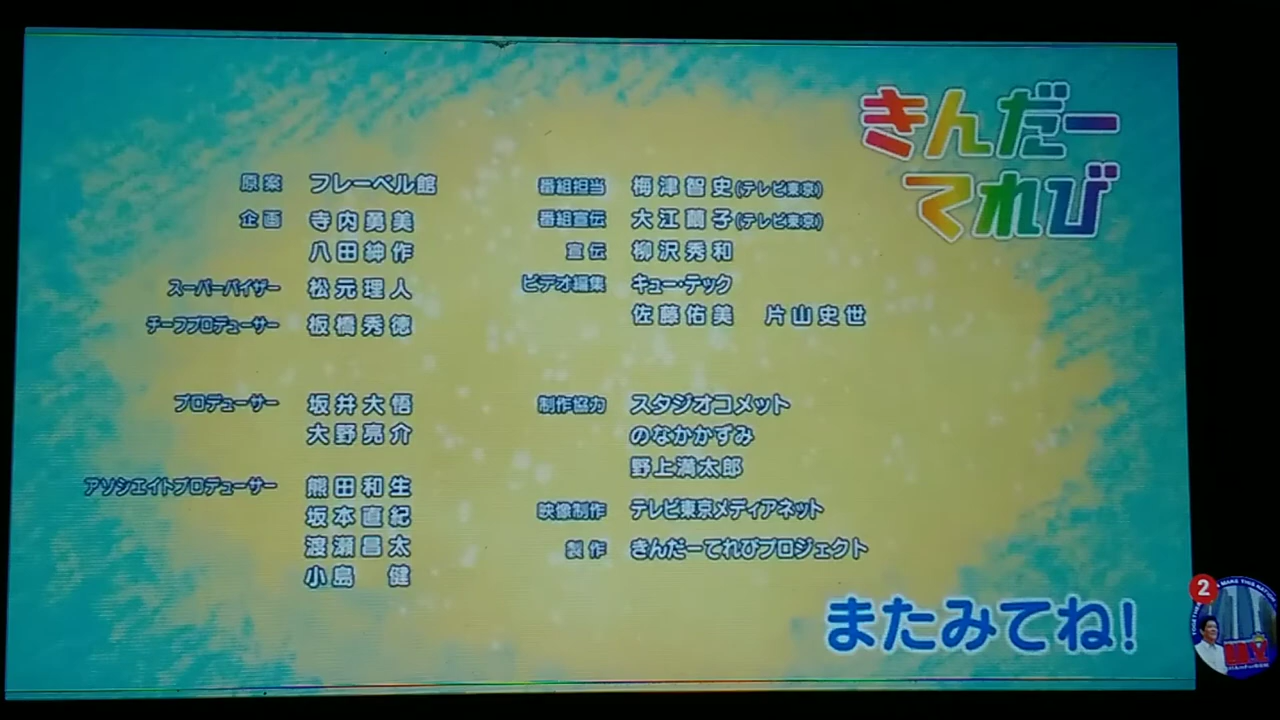 きんだー
てれび
原案 フレーベル館
企画 寺内勇美
八田紳作
スーパーバイザー 松元理人
チーフプロデューサー 板橋秀徳
プロデューサー 坂井大悟
大野亮介
アソシエイトプロデューサー 熊田和生
坂本直紀
渡瀬昌太
小島 健
番組担当 梅津智史(テレビ東京)
番組宣伝 大江蘭子(テレビ東京)
宣伝 柳沢秀和
ビデオ編集 キュー・テック
佐藤佑美 片山史世
制作協力 スタジオコメット
のなかかずみ
野上満太郎
映像制作 テレビ東京メディアネット
製作 きんだーてれびプロジェクト
またみてね!
2